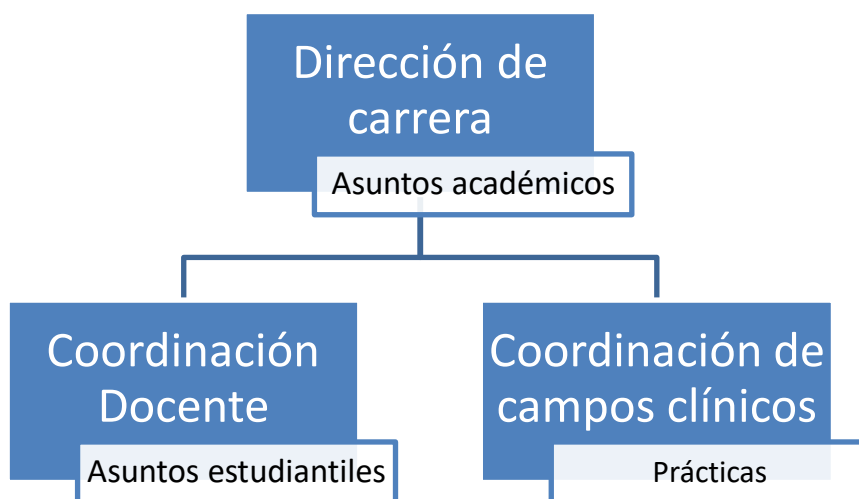 Dirección de
carrera
Asuntos académicos
Coordinación
Docente
Asuntos estudiantiles
Coordinación de
campos clínicos
Prácticas